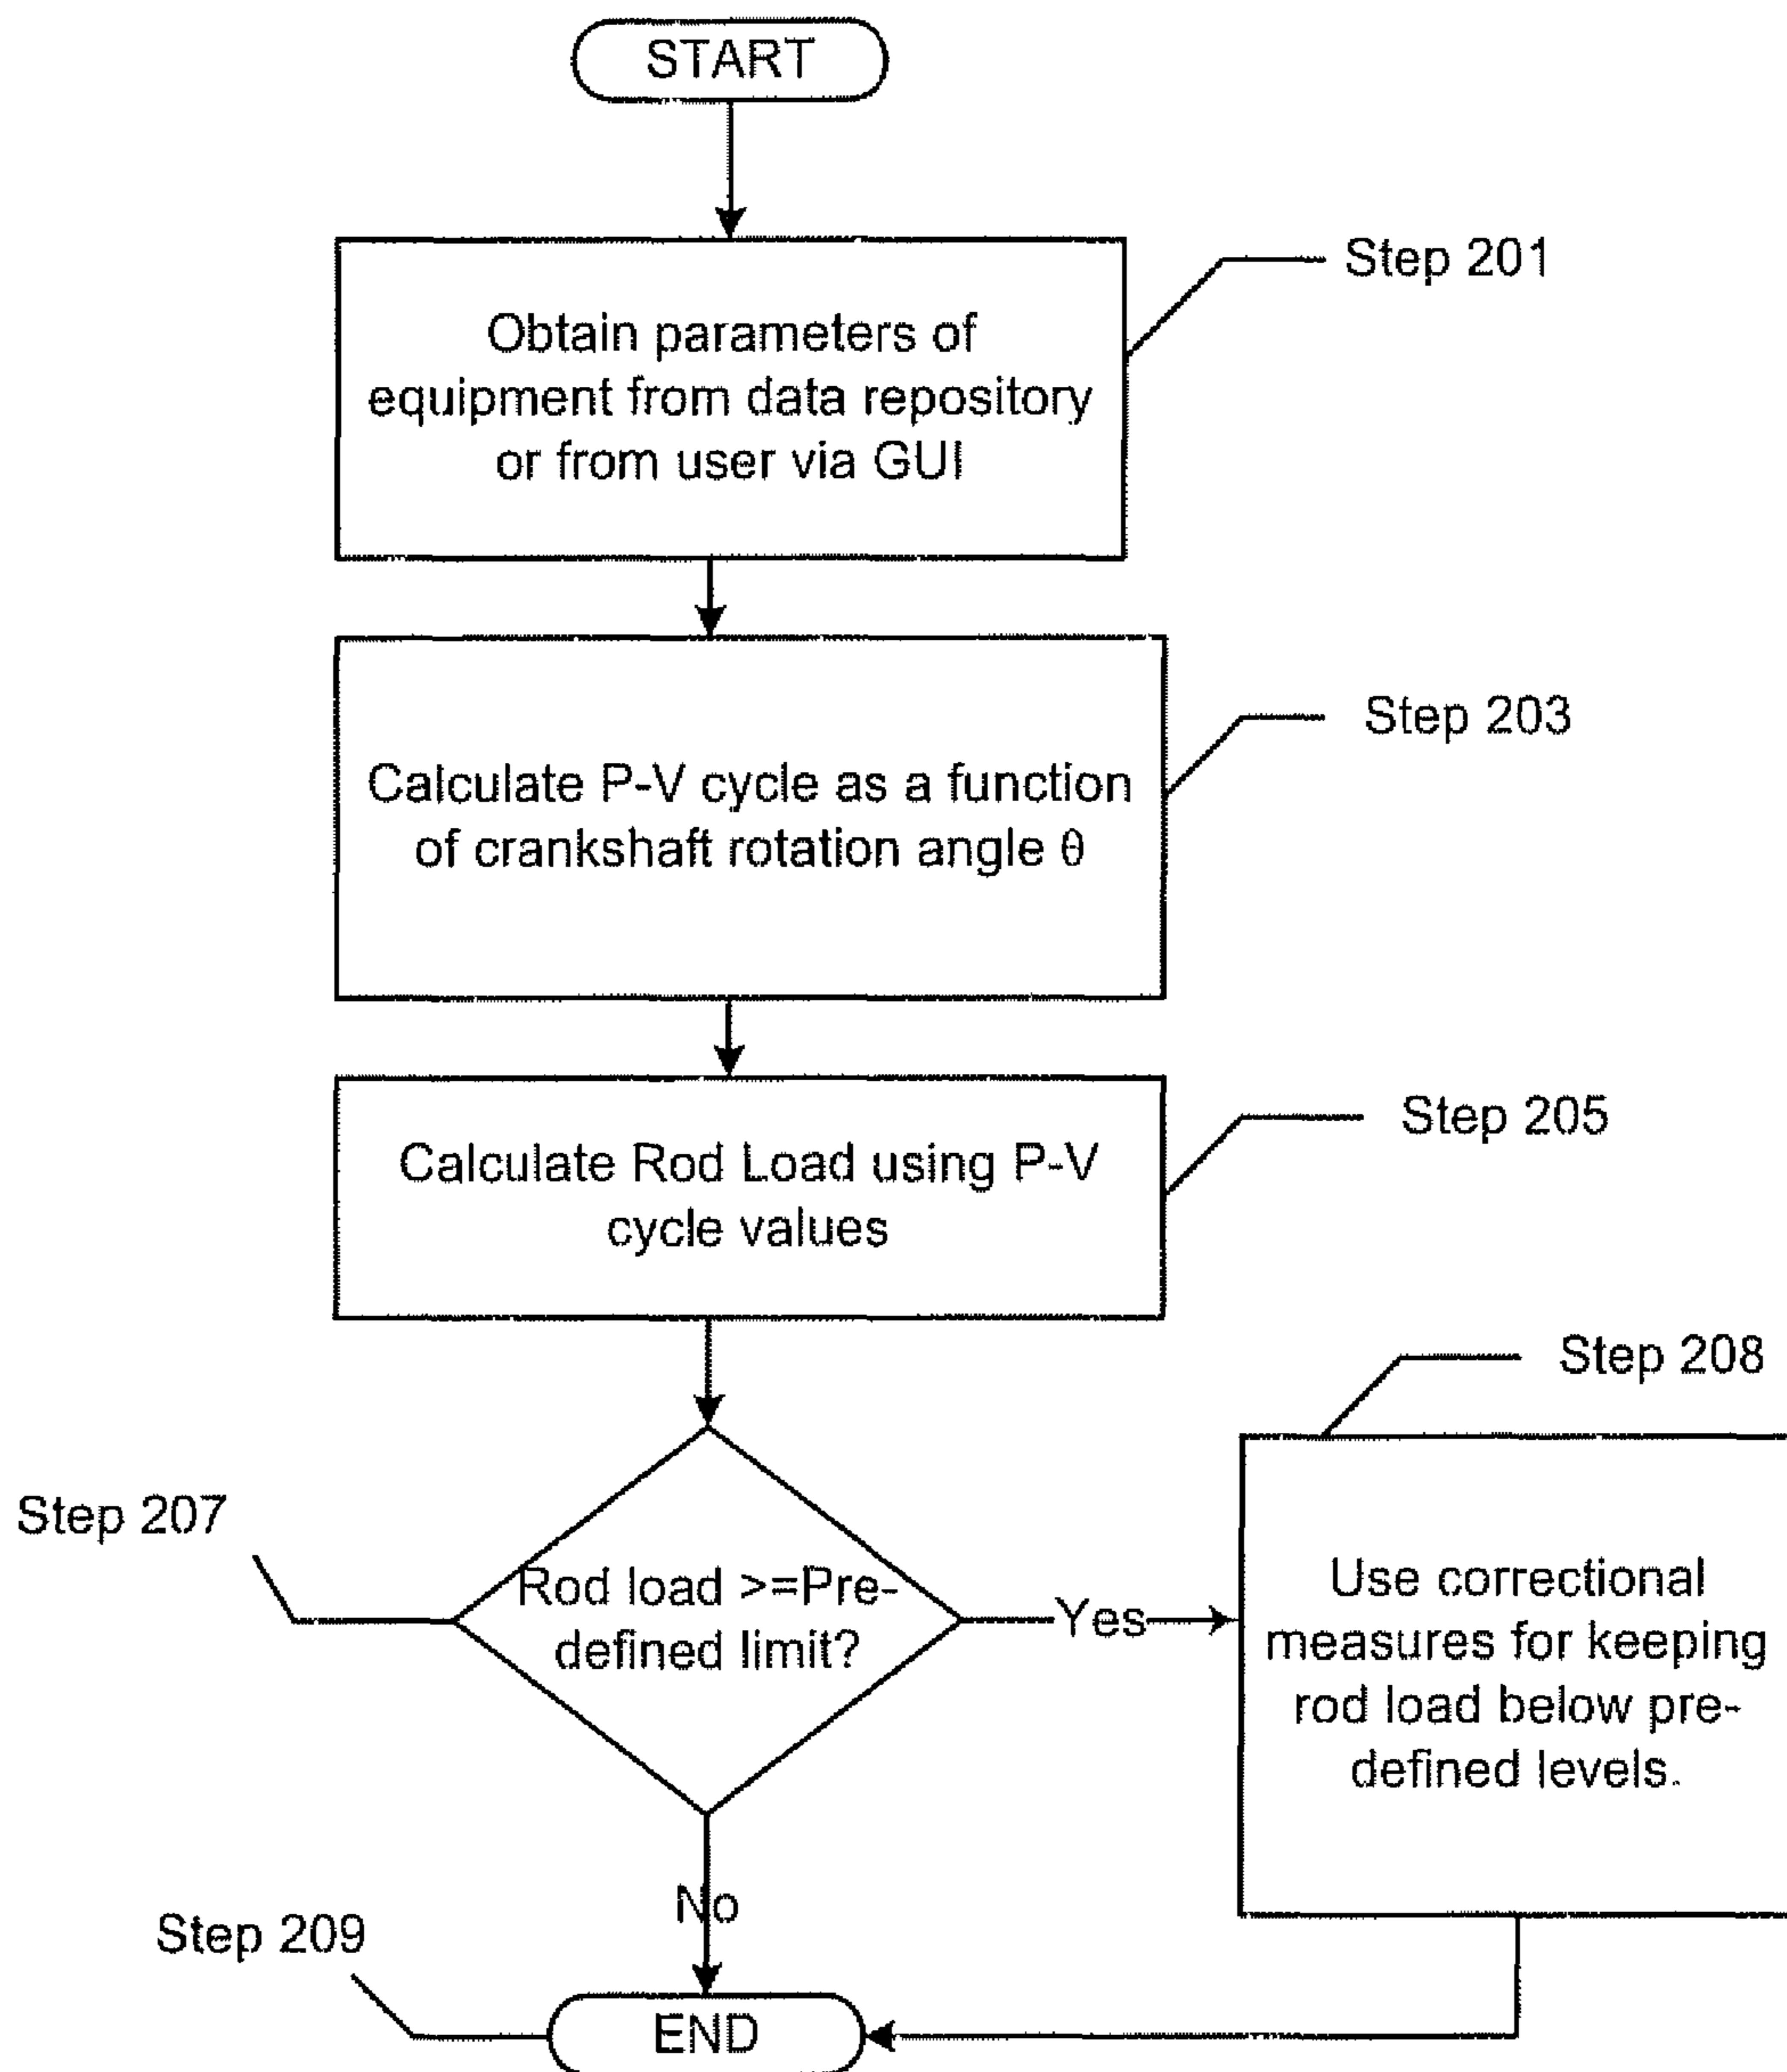 START
Step 201
Obtain parameters of
equipment from data repository
or from user via GUI
Step 203
Calculate P-V cycle as a function
of crankshaft rotation angle θ
Step 205
Calculate Rod Load using P-V
cycle values
Step 208
Step 207
Rod load >=Pre-
defined limit?
Yes
Use correctional
measures for keeping
rod load below pre-
defined levels.
No
Step 209
END